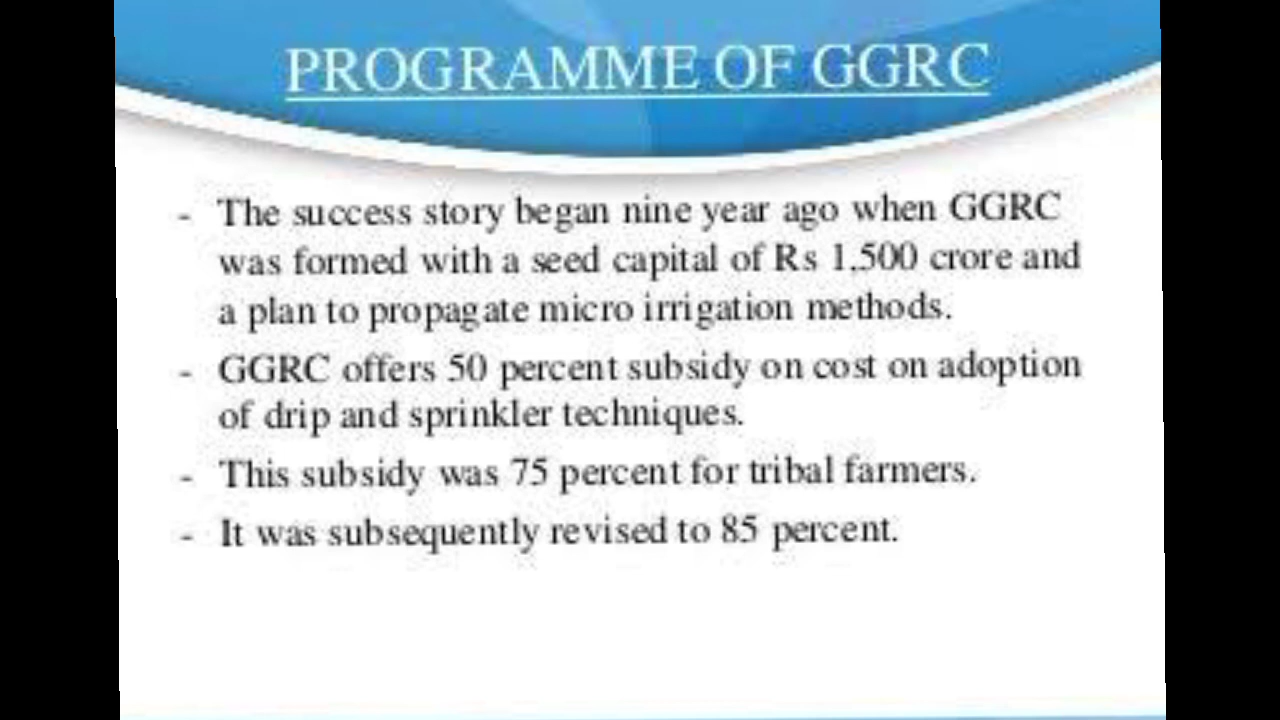 PROGRAMME OF GGRC
- The success story began nine year ago when GGRC
was formed with a seed capital of Rs 1,500 crore and
a plan to propagate micro irrigation methods.
- GGRC offers 50 percent subsidy on cost on adoption
of drip and sprinkler techniques.
- This subsidy was 75 percent for tribal farmers.
- It was subsequently revised to 85 percent.